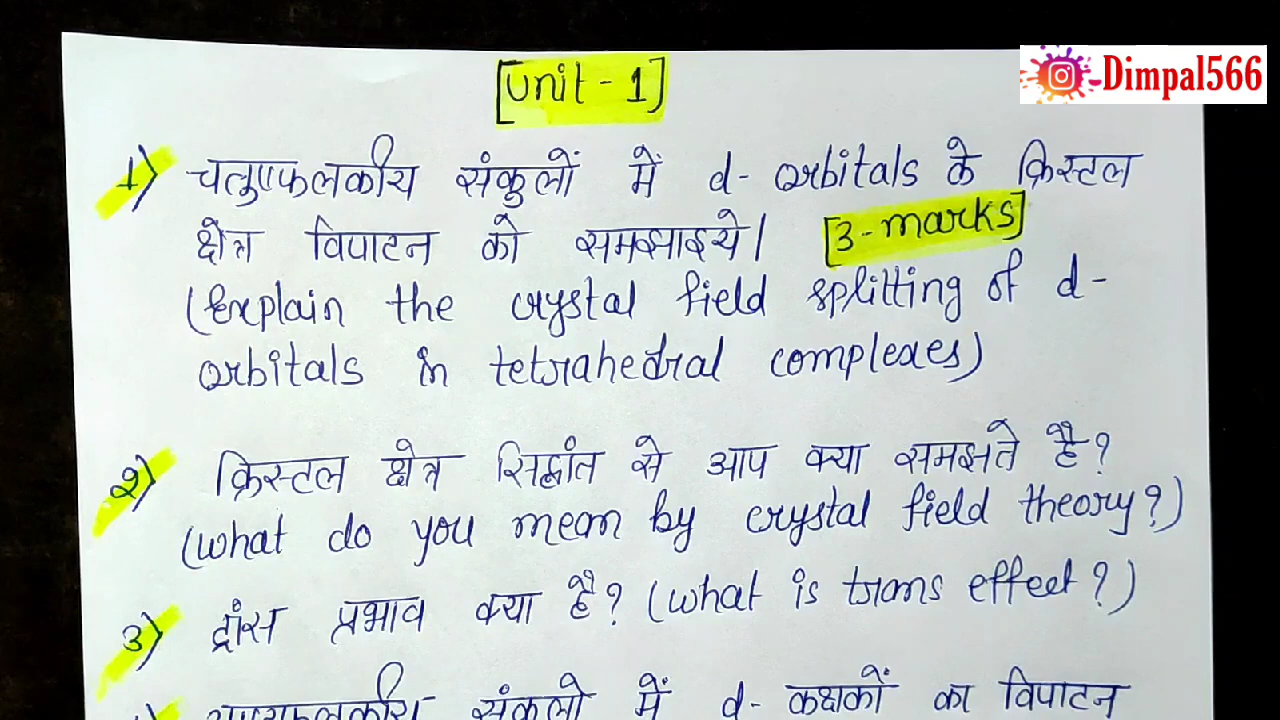 -Dimpal566
[Unit - 1]
1) चतुष्फलकीय संकुलों में d- orbitals के क्रिस्टल
क्षेत्र विपाटन को समझाइये। [3-marks]
(Explain the crystal field splitting of d-
orbitals in tetrahedral complexes)
2) क्रिस्टल क्षेत्र सिद्धांत से आप क्या समझते है?
(what do you mean by crystal field theory?)
3) ट्रांस प्रभाव क्या है? (what is trans effect?)
संकुलो में d- कक्षकों का विपाटन